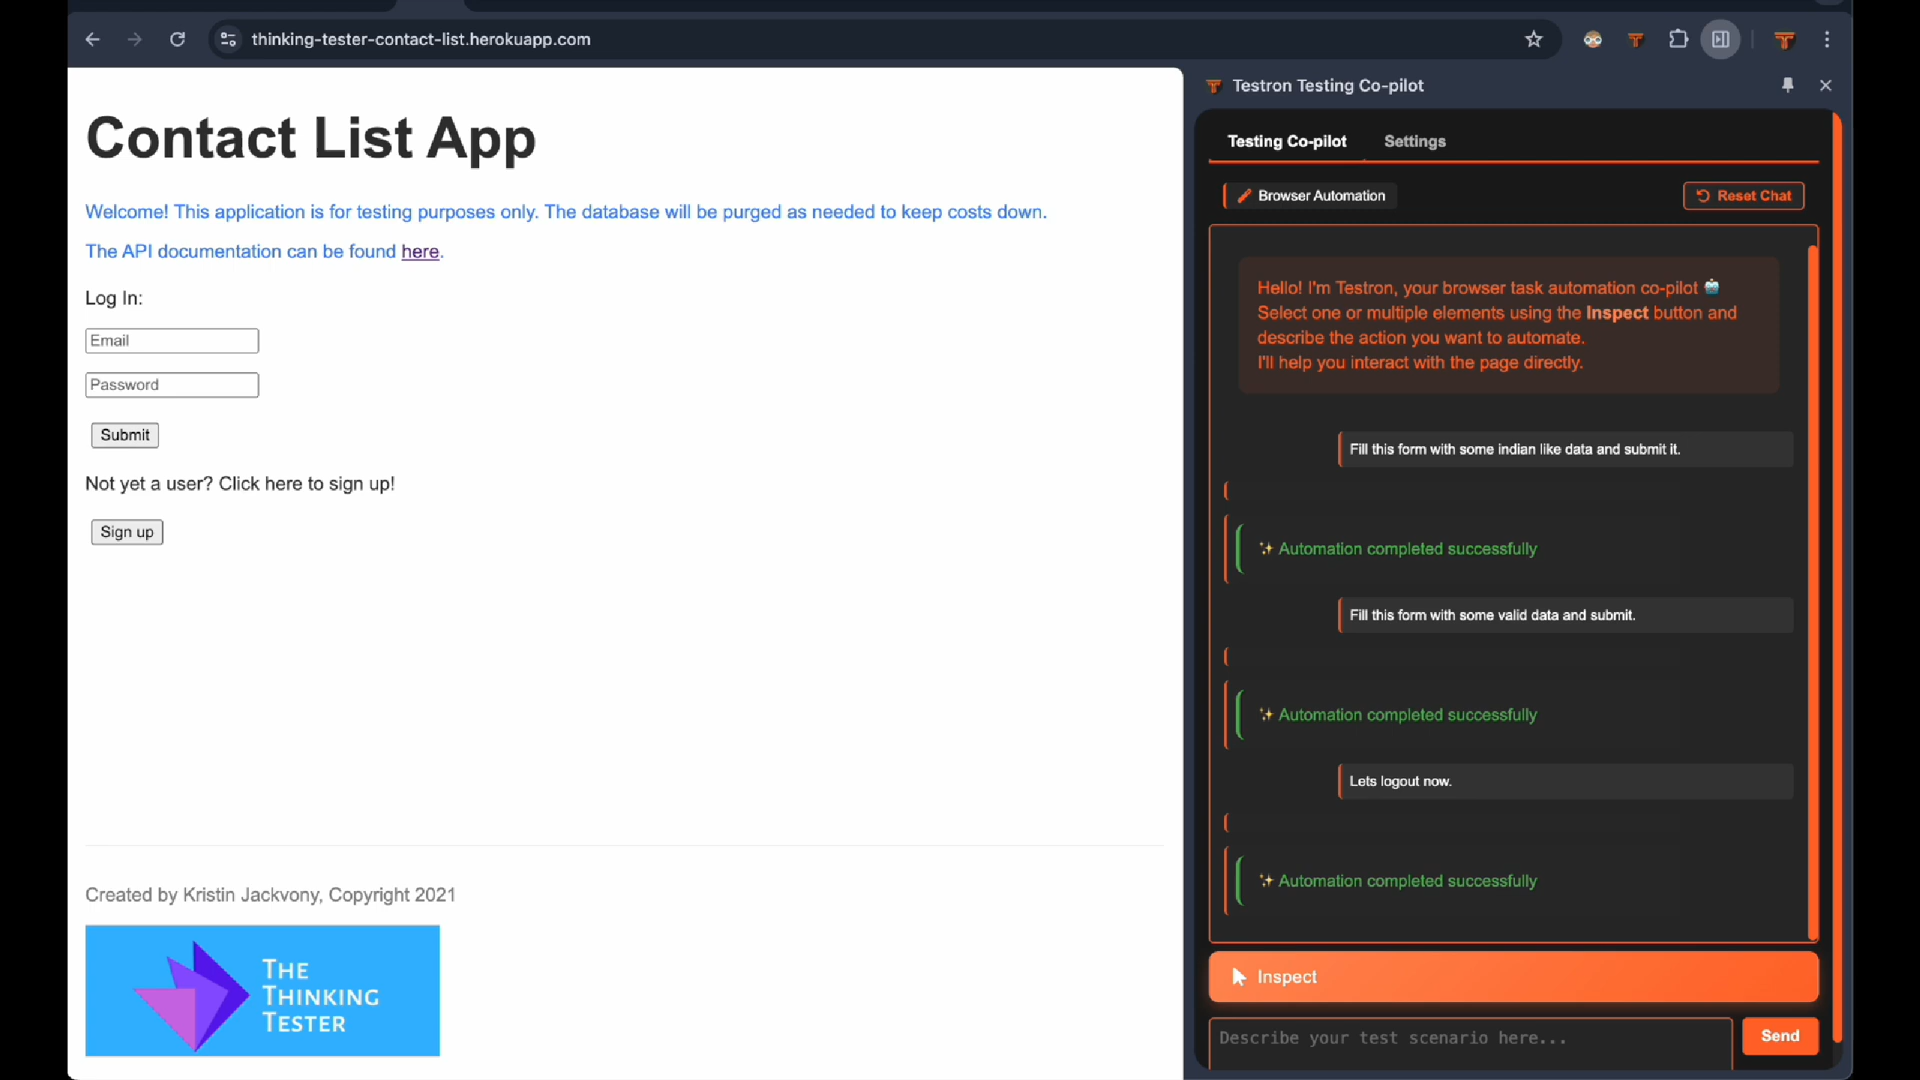 thinking-tester-contact-list.herokuapp.com
Contact List App
Welcome! This application is for testing purposes only. The database will be purged as needed to keep costs down.
The API documentation can be found here.
Log In:
Email
Password
Submit
Not yet a user? Click here to sign up!
Sign up
Created by Kristin Jackvony, Copyright 2021
THE
THINKING
TESTER
Testron Testing Co-pilot
Testing Co-pilot Settings
Browser Automation Reset Chat
Hello! I'm Testron, your browser task automation co-pilot 🤖
Select one or multiple elements using the Inspect button and
describe the action you want to automate.
I'll help you interact with the page directly.
Fill this form with some indian like data and submit it.
✨ Automation completed successfully
Fill this form with some valid data and submit.
✨ Automation completed successfully
Lets logout now.
✨ Automation completed successfully
Inspect
Describe your test scenario here...
Send